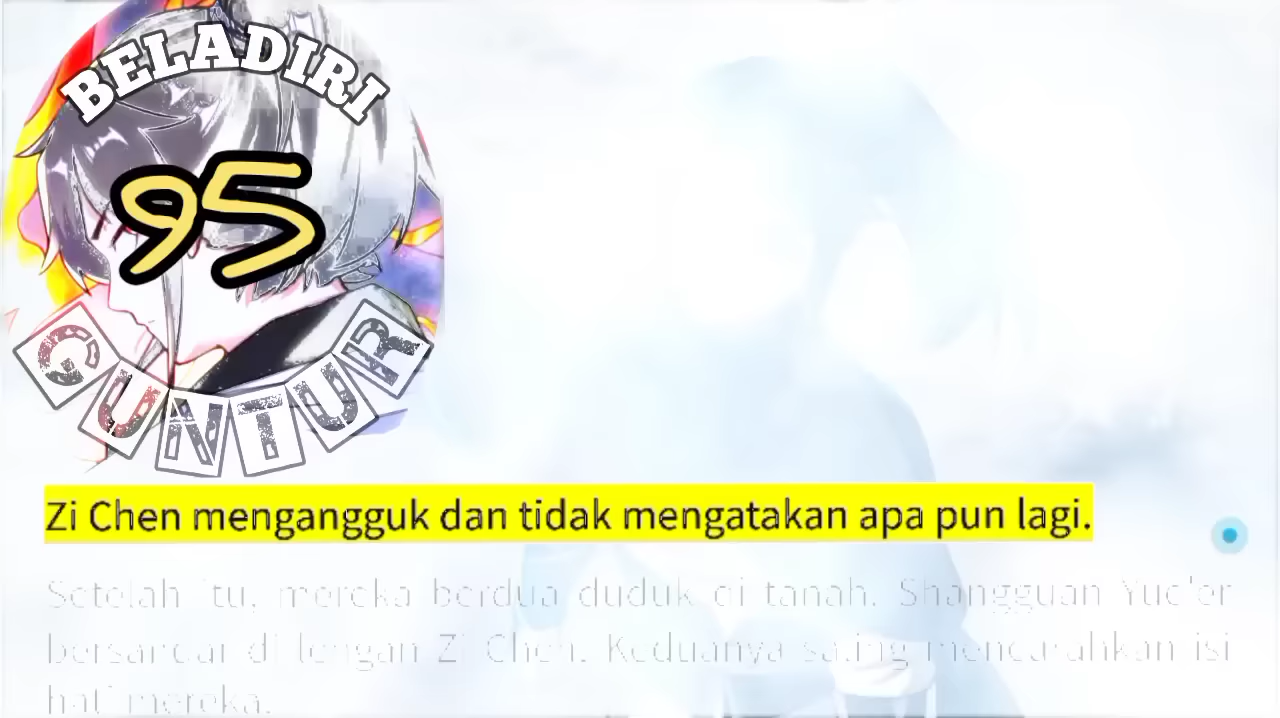 BELADIRI
95
GUNTUR
Zi Chen mengangguk dan tidak mengatakan apa pun lagi.
Setelah itu, mereka berdua duduk di tanah. Shangguan Yue'er
bersandar di lengan Zi Chen. Keduanya saling mencurahkan isi
hati mereka.